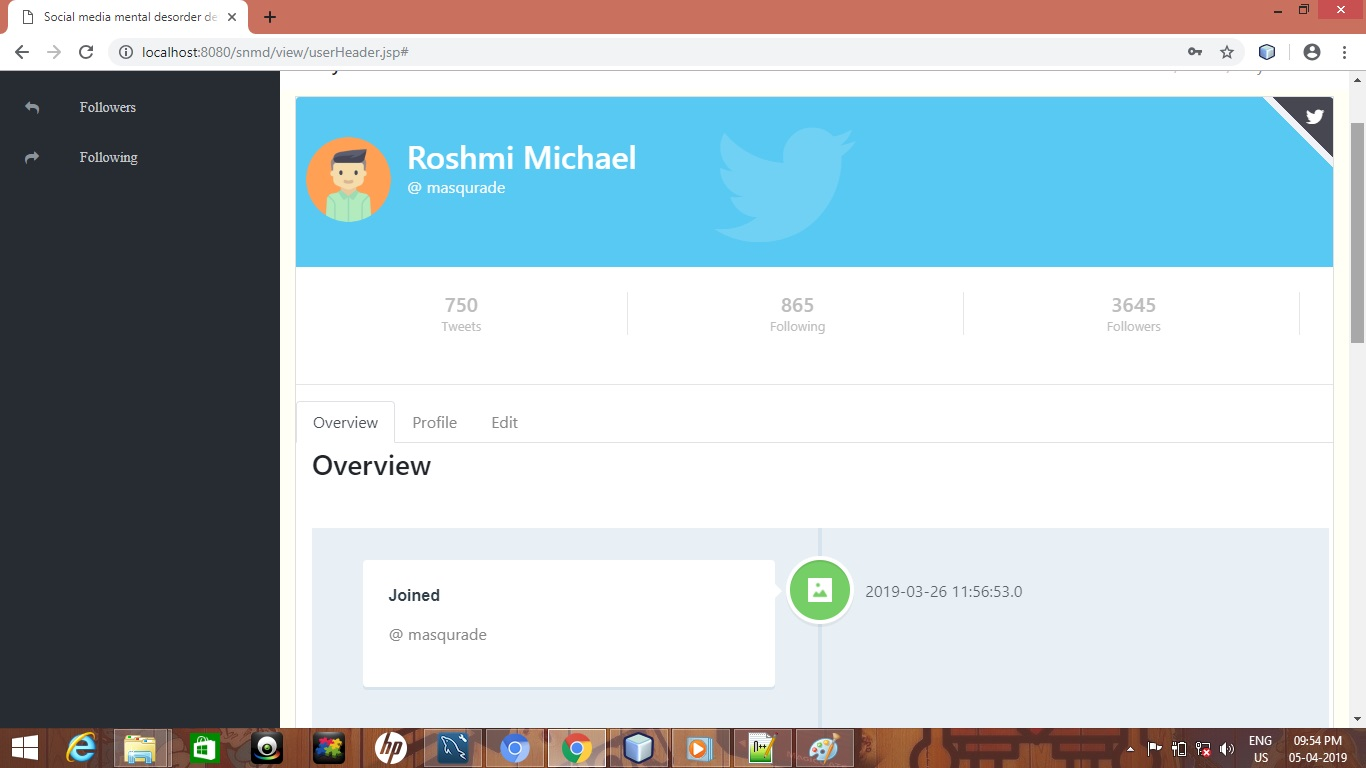 Social media mental desorder de
localhost:8080/snmd/view/userHeader.jsp#
Followers
Following
Roshmi Michael
@ masqurade
750
Tweets
865
Following
3645
Followers
Overview
Profile
Edit
Overview
Joined
@ masqurade
2019-03-26 11:56:53.0
hp
n++
ENG
US
09:54 PM
05-04-2019